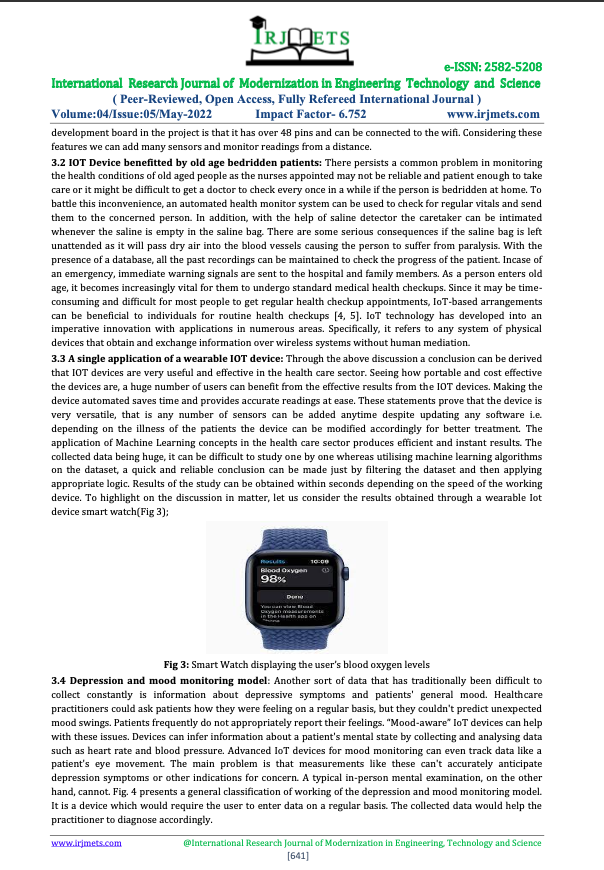 IRJMETS
e-ISSN: 2582-5208
International Research Journal of Modernization in Engineering Technology and Science
( Peer-Reviewed, Open Access, Fully Refereed International Journal )
Volume:04/Issue:05/May-2022 Impact Factor- 6.752 www.irjmets.com
development board in the project is that it has over 48 pins and can be connected to the wifi. Considering these
features we can add many sensors and monitor readings from a distance.
3.2 IOT Device benefitted by old age bedridden patients: There persists a common problem in monitoring
the health conditions of old aged people as the nurses appointed may not be reliable and patient enough to take
care or it might be difficult to get a doctor to check every once in a while if the person is bedridden at home. To
battle this inconvenience, an automated health monitor system can be used to check for regular vitals and send
them to the concerned person. In addition, with the help of saline detector the caretaker can be intimated
whenever the saline is empty in the saline bag. There are some serious consequences if the saline bag is left
unattended as it will pass dry air into the blood vessels causing the person to suffer from paralysis. With the
presence of a database, all the past recordings can be maintained to check the progress of the patient. Incase of
an emergency, immediate warning signals are sent to the hospital and family members. As a person enters old
age, it becomes increasingly vital for them to undergo standard medical health checkups. Since it may be time-
consuming and difficult for most people to get regular health checkup appointments, IoT-based arrangements
can be beneficial to individuals for routine health checkups [4, 5]. IoT technology has developed into an
imperative innovation with applications in numerous areas. Specifically, it refers to any system of physical
devices that obtain and exchange information over wireless systems without human mediation.
3.3 A single application of a wearable IOT device: Through the above discussion a conclusion can be derived
that IOT devices are very useful and effective in the health care sector. Seeing how portable and cost effective
the devices are, a huge number of users can benefit from the effective results from the IOT devices. Making the
device automated saves time and provides accurate readings at ease. These statements prove that the device is
very versatile, that is any number of sensors can be added anytime despite updating any software i.e.
depending on the illness of the patients the device can be modified accordingly for better treatment. The
application of Machine Learning concepts in the health care sector produces efficient and instant results. The
collected data being huge, it can be difficult to study one by one whereas utilising machine learning algorithms
on the dataset, a quick and reliable conclusion can be made just by filtering the dataset and then applying
appropriate logic. Results of the study can be obtained within seconds depending on the speed of the working
device. To highlight on the discussion in matter, let us consider the results obtained through a wearable Iot
device smart watch(Fig 3);
Results 10:09
Blood Oxygen
98%
Done
You can view Blood
Oxygen measurements
in the Health app on
Fig 3: Smart Watch displaying the user's blood oxygen levels
3.4 Depression and mood monitoring model: Another sort of data that has traditionally been difficult to
collect constantly is information about depressive symptoms and patients' general mood. Healthcare
practitioners could ask patients how they were feeling on a regular basis, but they couldn't predict unexpected
mood swings. Patients frequently do not appropriately report their feelings. "Mood-aware" IoT devices can help
with these issues. Devices can infer information about a patient's mental state by collecting and analysing data
such as heart rate and blood pressure. Advanced IoT devices for mood monitoring can even track data like a
patient's eye movement. The main problem is that measurements like these can't accurately anticipate
depression symptoms or other indications for concern. A typical in-person mental examination, on the other
hand, cannot. Fig. 4 presents a general classification of working of the depression and mood monitoring model.
It is a device which would require the user to enter data on a regular basis. The collected data would help the
practitioner to diagnose accordingly.
www.irjmets.com @International Research Journal of Modernization in Engineering, Technology and Science
[641]